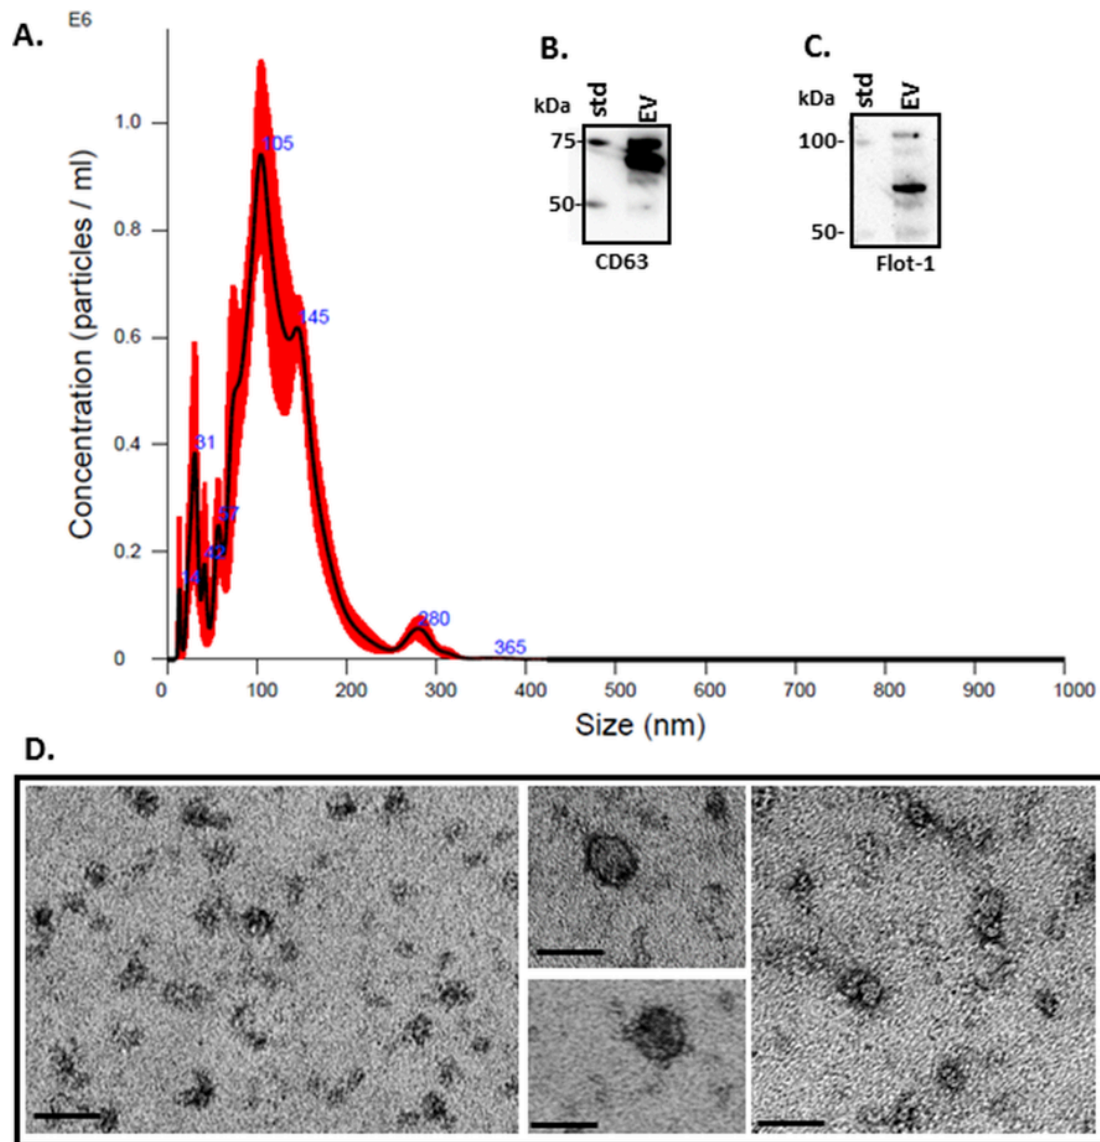 A.
E6
Concentration (particles / ml)
1.0
0.8
0.6
0.4
0.2
0
105
145
31
57
42
14
280
365
0 100 200 300 400 500 600 700 800 900 1000
Size (nm)
B.
kDa std EV
75-
50-
CD63
C.
kDa std EV
100-
50-
Flot-1
D.